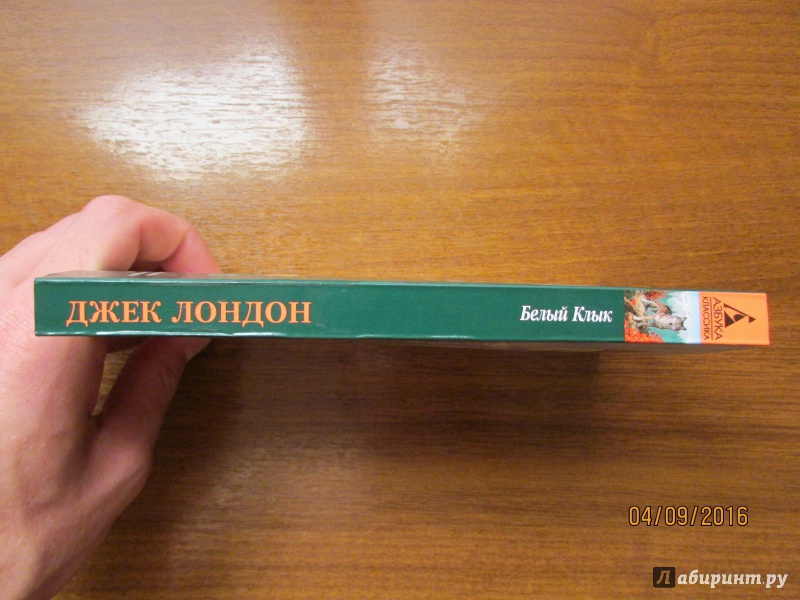 ДЖЕК ЛОНДОН
Белый Клык
АЗБУКА
КЛАССИКА
04/09/2016
Лабиринт.ру